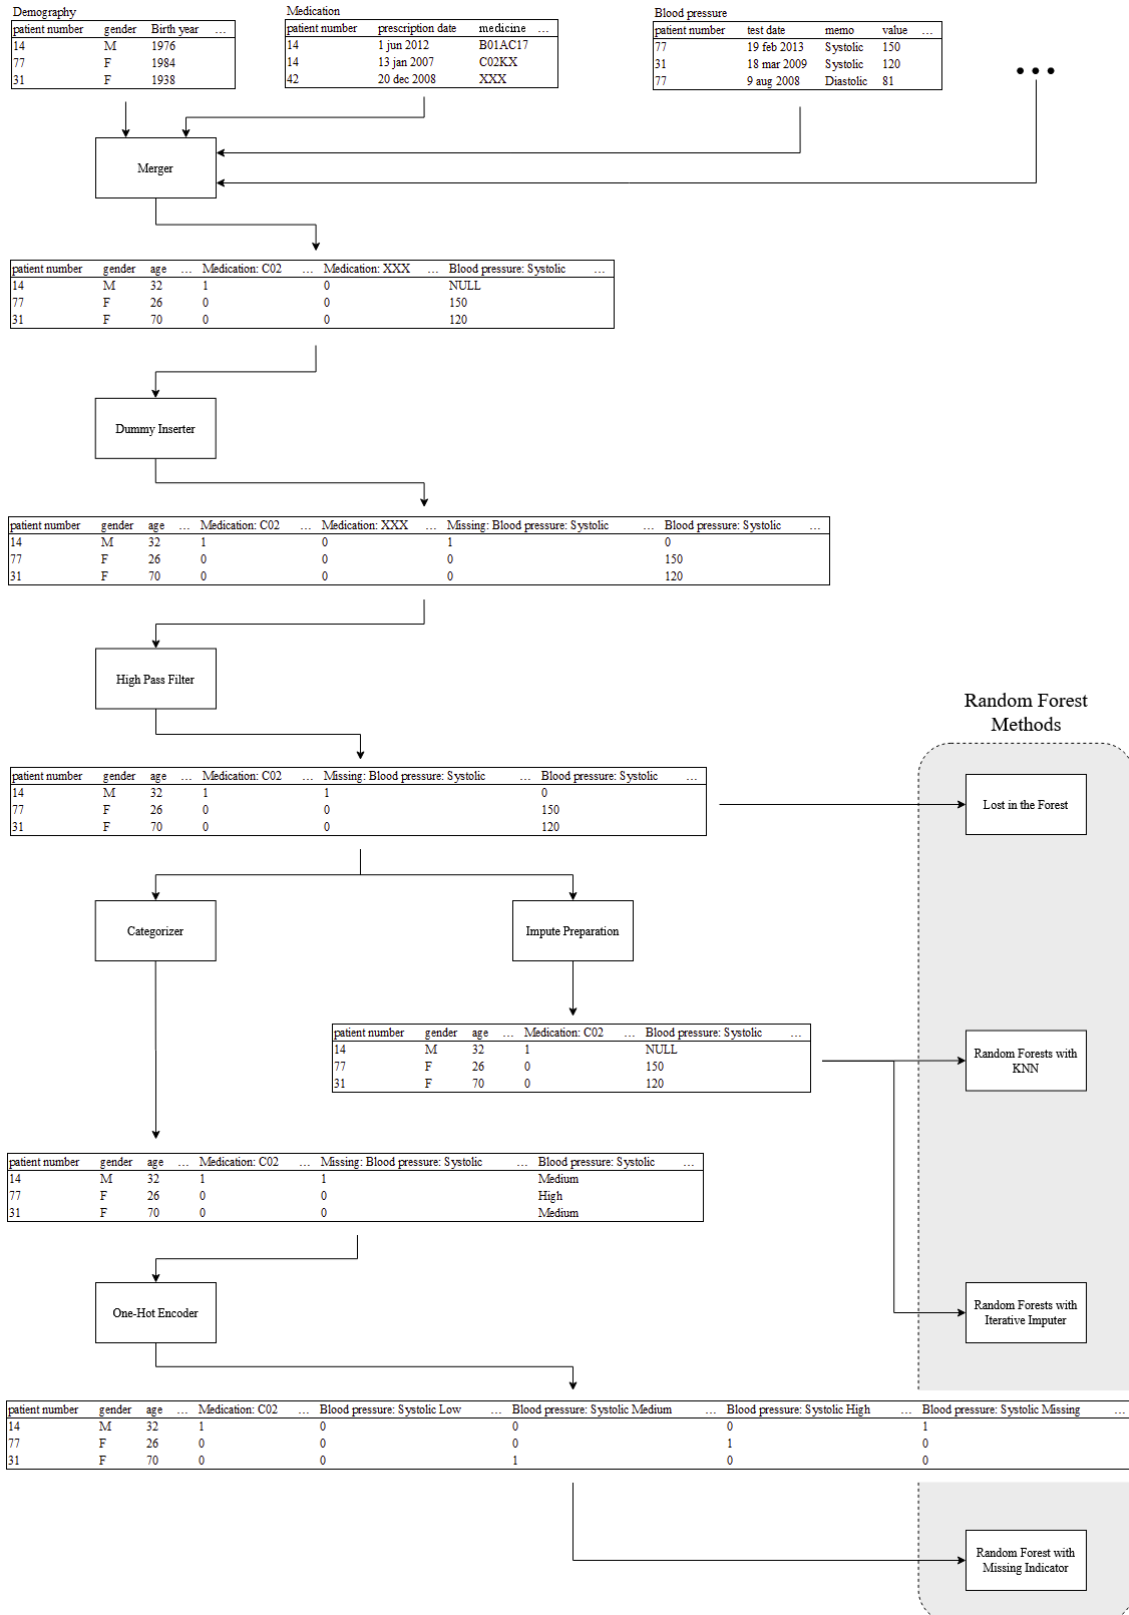 Demography
patient number gender Birth year ...
14 M 1976
77 F 1984
31 F 1938
Medication
patient number prescription date medicine ...
14 1 jun 2012 B01AC17
14 13 jan 2007 C02KX
42 20 dec 2008 XXX
Blood pressure
patient number test date memo value ...
77 19 feb 2013 Systolic 150
31 18 mar 2009 Systolic 120
77 9 aug 2008 Diastolic 81
...
Merger
patient number gender age ... Medication: C02 ... Medication: XXX ... Blood pressure: Systolic ...
14 M 32 1 0 NULL
77 F 26 0 0 150
31 F 70 0 0 120
Dummy Inserter
patient number gender age ... Medication: C02 ... Medication: XXX ... Missing: Blood pressure: Systolic ... Blood pressure: Systolic ...
14 M 32 1 0 1 0
77 F 26 0 0 0 150
31 F 70 0 0 0 120
High Pass Filter
Random Forest
Methods
patient number gender age ... Medication: C02 ... Missing: Blood pressure: Systolic ... Blood pressure: Systolic ...
14 M 32 1 1 0
77 F 26 0 0 150
31 F 70 0 0 120
Lost in the Forest
Categorizer
Impute Preparation
patient number gender age ... Medication: C02 ... Blood pressure: Systolic ...
14 M 32 1 NULL
77 F 26 0 150
31 F 70 0 120
Random Forests with
KNN
patient number gender age ... Medication: C02 ... Missing: Blood pressure: Systolic ... Blood pressure: Systolic ...
14 M 32 1 1 Medium
77 F 26 0 0 High
31 F 70 0 0 Medium
One-Hot Encoder
Random Forests with
Iterative Imputer
patient number gender age ... Medication: C02 ... Blood pressure: Systolic Low ... Blood pressure: Systolic Medium ... Blood pressure: Systolic High ... Blood pressure: Systolic Missing ...
14 M 32 1 0 0 0 1
77 F 26 0 0 0 1 0
31 F 70 0 0 1 0 0
Random Forest with
Missing Indicator